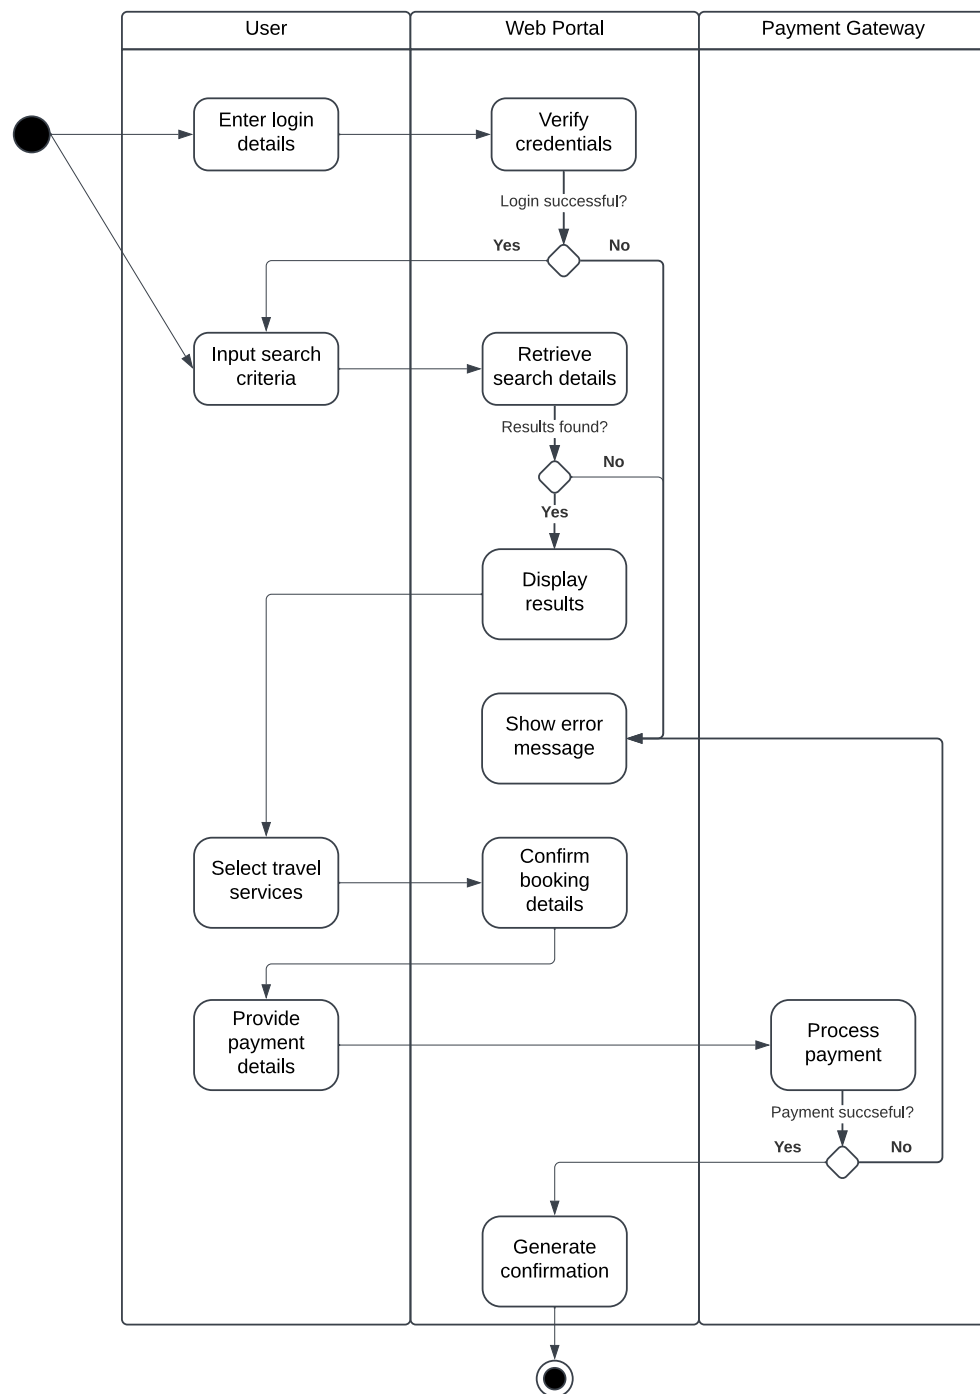 User
Web Portal
Payment Gateway
Enter login
details
Verify
credentials
Login successful?
Yes
No
Input search
criteria
Retrieve
search details
Results found?
No
Yes
Display
results
Show error
message
Select travel
services
Confirm
booking
details
Provide
payment
details
Process
payment
Payment succseful?
Yes
No
Generate
confirmation